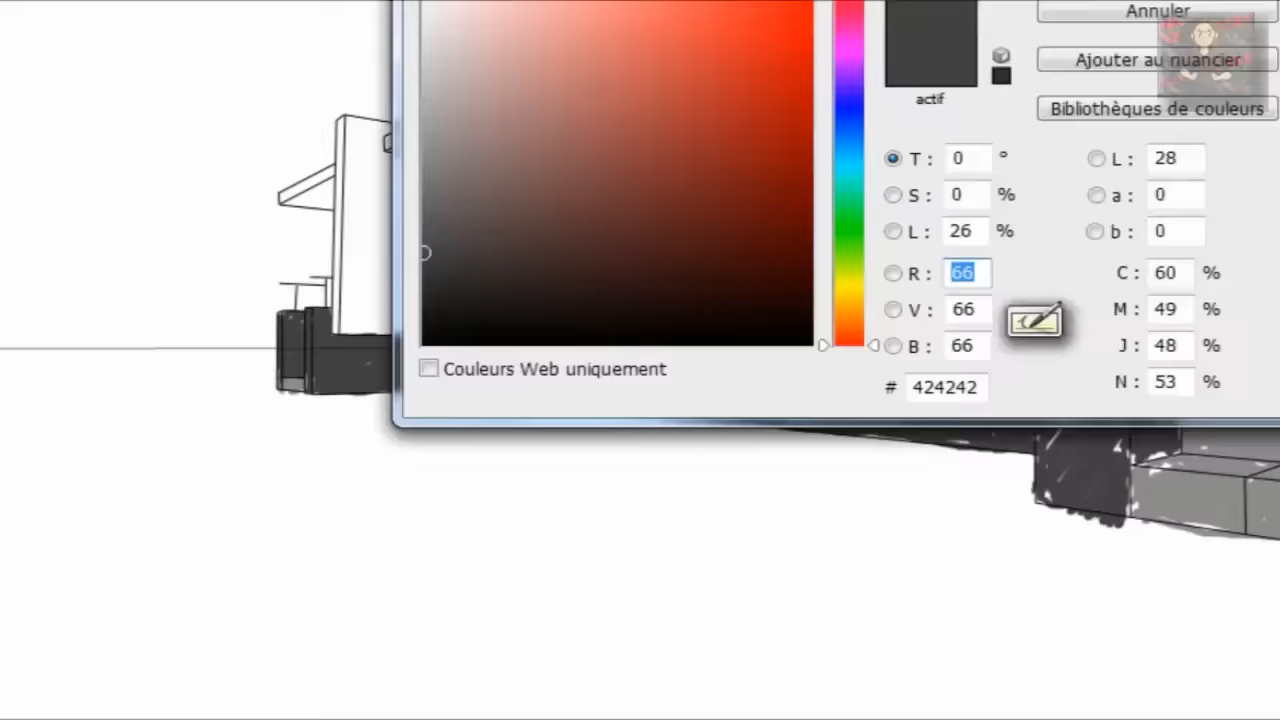 Annuler
Ajouter au nuancier
Bibliothèques de couleurs
actif
T : 0 °
S : 0 %
L : 26 %
R : 66
V : 66
B : 66
# 424242
L : 28
a : 0
b : 0
C : 60 %
M : 49 %
J : 48 %
N : 53 %
Couleurs Web uniquement